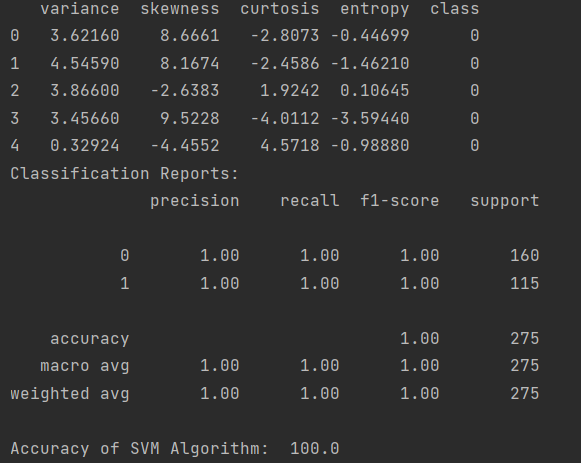 variance skewness curtosis entropy class
0 3.62160 8.6661 -2.8073 -0.44699 0
1 4.54590 8.1674 -2.4586 -1.46210 0
2 3.86600 -2.6383 1.9242 0.10645 0
3 3.45660 9.5228 -4.0112 -3.59440 0
4 0.32924 -4.4552 4.5718 -0.98880 0
Classification Reports:
precision recall f1-score support
0 1.00 1.00 1.00 160
1 1.00 1.00 1.00 115
accuracy 1.00 275
macro avg 1.00 1.00 1.00 275
weighted avg 1.00 1.00 1.00 275
Accuracy of SVM Algorithm: 100.0